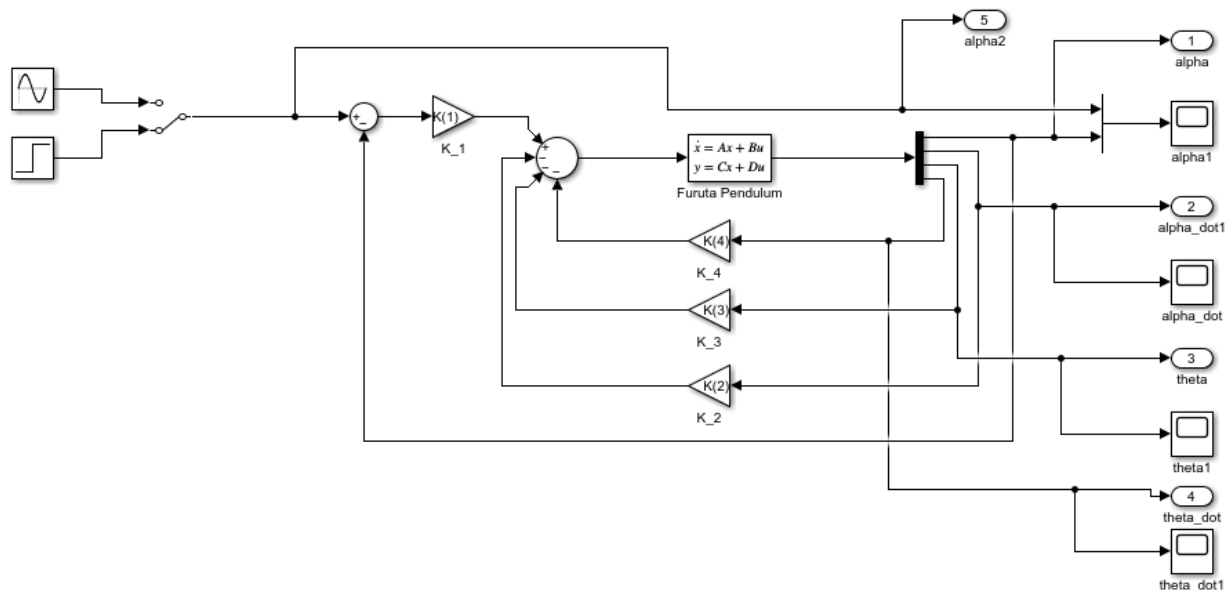 5
alpha2
1
alpha
+
−
K(1)
K_1
alpha1
+
−
−
−
ẋ = Ax + Bu
y = Cx + Du
Furuta Pendulum
2
alpha_dot1
K(4)
K_4
alpha_dot
K(3)
K_3
3
theta
K(2)
K_2
theta1
4
theta_dot
theta_dot1